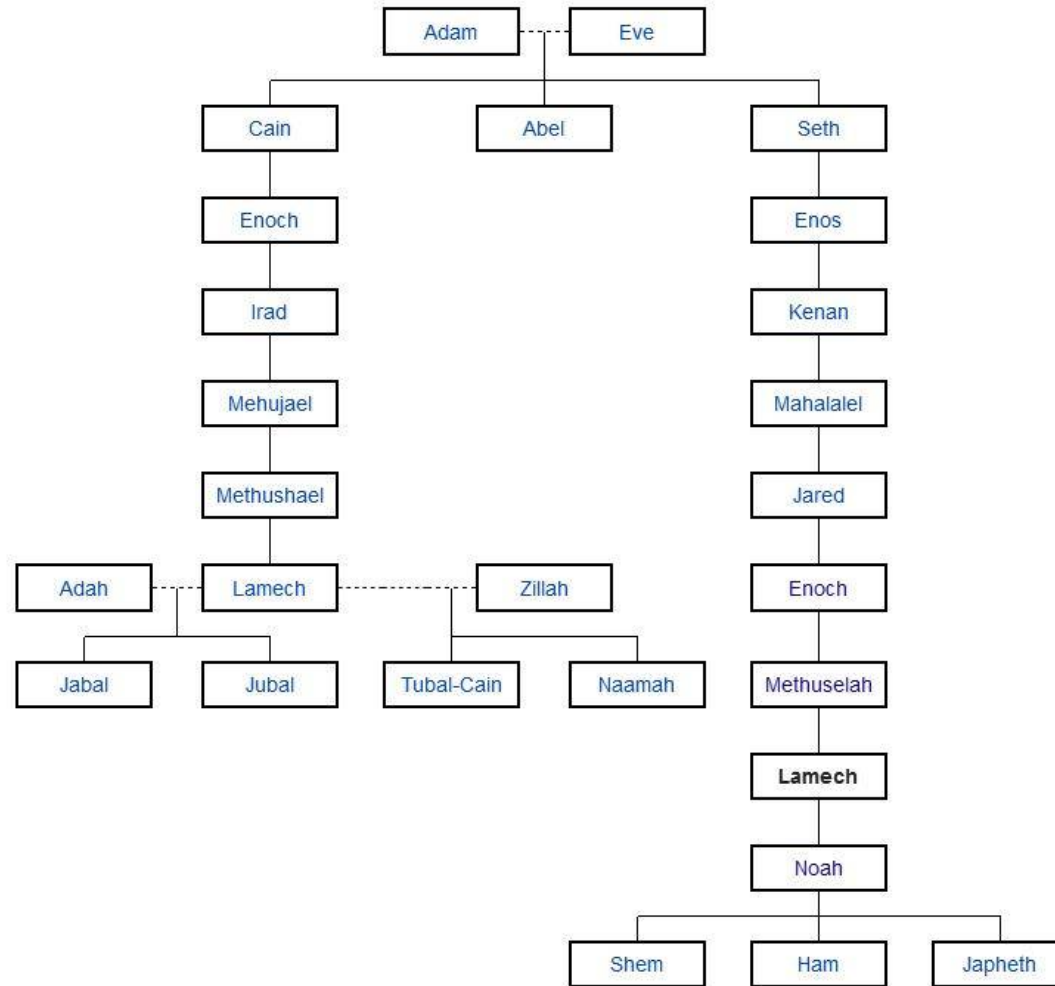 Adam Eve
Cain Abel Seth
Enoch Enos
Irad Kenan
Mehujael Mahalalel
Methushael Jared
Adah Lamech Zillah Enoch
Jabal Jubal Tubal-Cain Naamah Methuselah
Lamech
Noah
Shem Ham Japheth